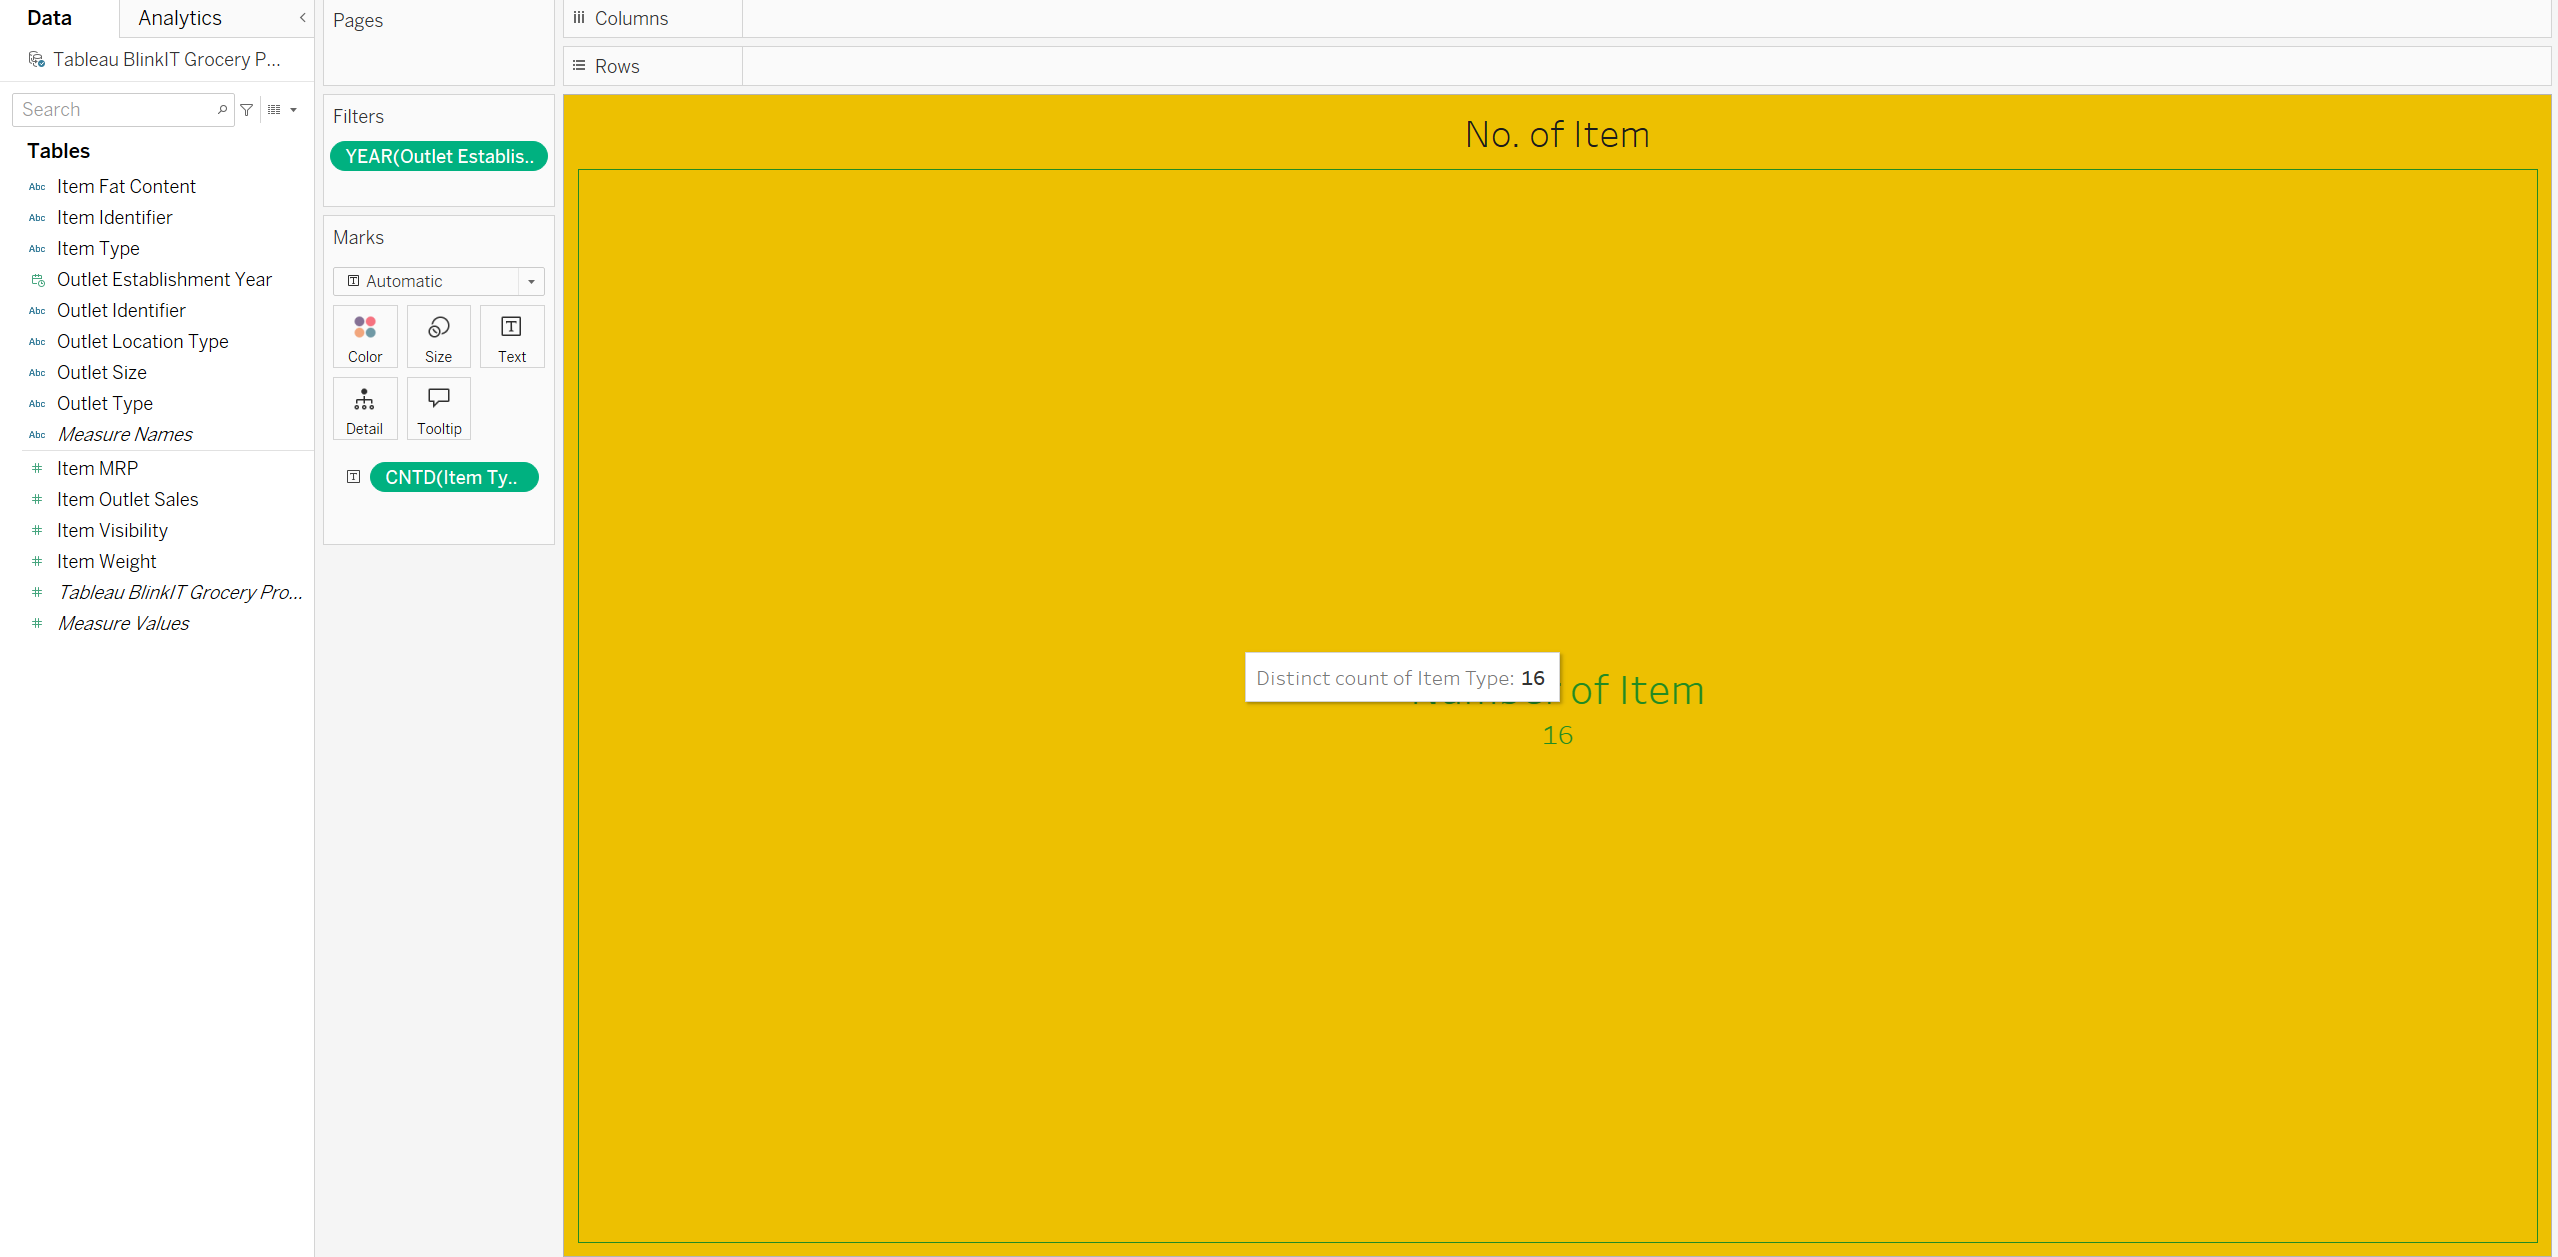 Data
Analytics
Tableau BlinkIT Grocery P...
Search
Tables
Abc Item Fat Content
Abc Item Identifier
Abc Item Type
Outlet Establishment Year
Abc Outlet Identifier
Abc Outlet Location Type
Abc Outlet Size
Abc Outlet Type
Abc Measure Names
# Item MRP
# Item Outlet Sales
# Item Visibility
# Item Weight
# Tableau BlinkIT Grocery Pro...
# Measure Values
Pages
Filters
YEAR(Outlet Establis..
Marks
Automatic
Color
Size
Text
Detail
Tooltip
CNTD(Item Ty..
Columns
Rows
No. of Item
Distinct count of Item Type: 16
of Item
16